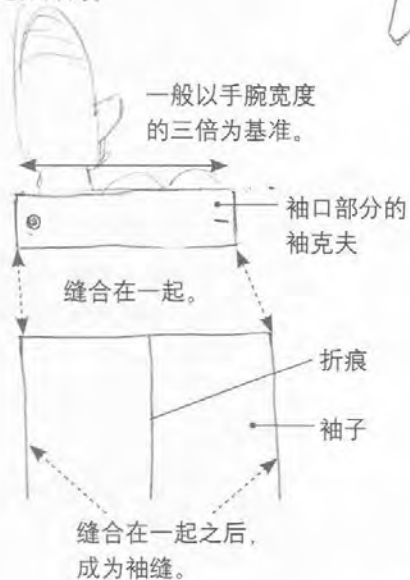 一般以手腕宽度
的三倍为基准。
袖口部分的
袖克夫
缝合在一起。
折痕
袖子
缝合在一起之后，
成为袖缝。